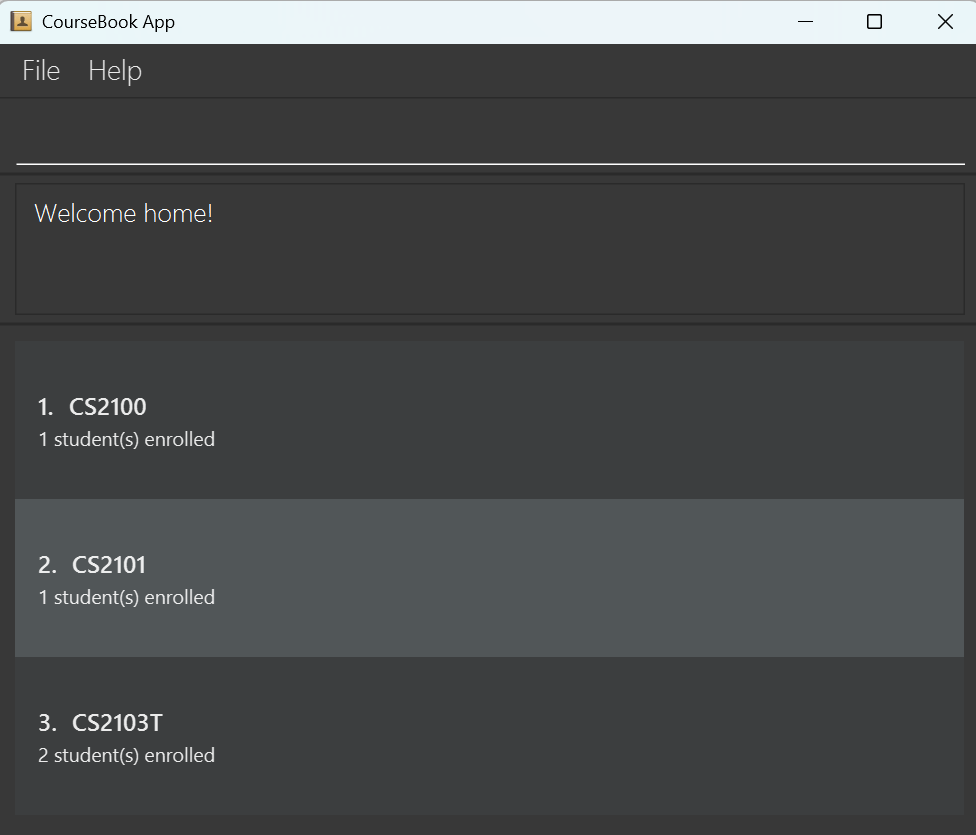 CourseBook App
File Help
Welcome home!
1. CS2100
1 student(s) enrolled
2. CS2101
1 student(s) enrolled
3. CS2103T
2 student(s) enrolled